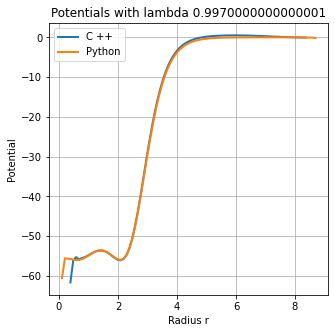 Potentials with lambda 0.9970000000000001
C ++
Python
0
−10
−20
−30
−40
−50
−60
Potential
0 2 4 6 8
Radius r